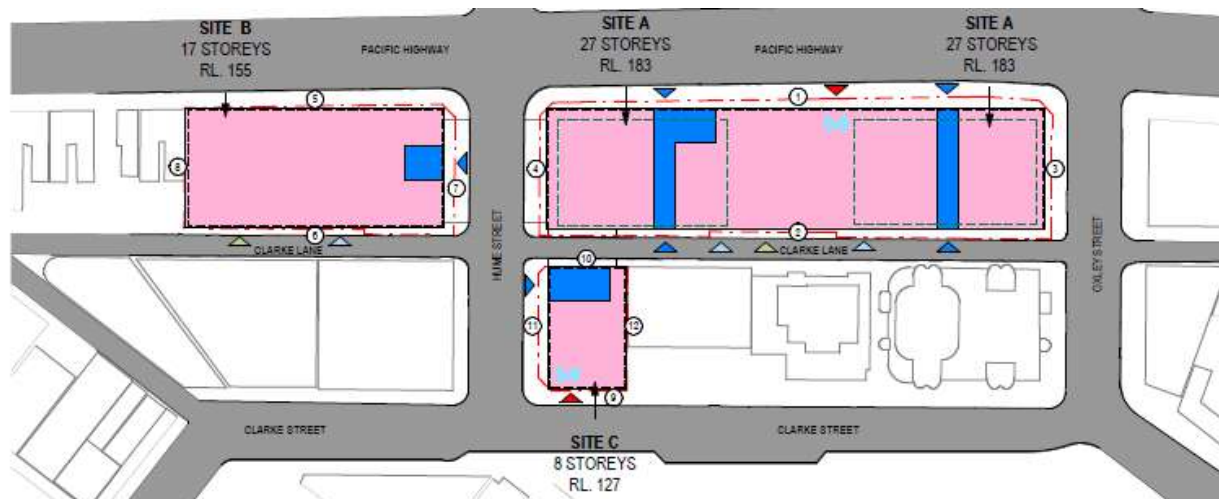 SITE B
17 STOREYS
RL. 155
PACIFIC HIGHWAY
SITE A
27 STOREYS
RL. 183
PACIFIC HIGHWAY
SITE A
27 STOREYS
RL. 183
5
1
8
7
4
3
6
2
CLARKE LANE
CLARKE LANE
HUME STREET
OXLEY STREET
10
11
12
9
CLARKE STREET
CLARKE STREET
SITE C
8 STOREYS
RL. 127